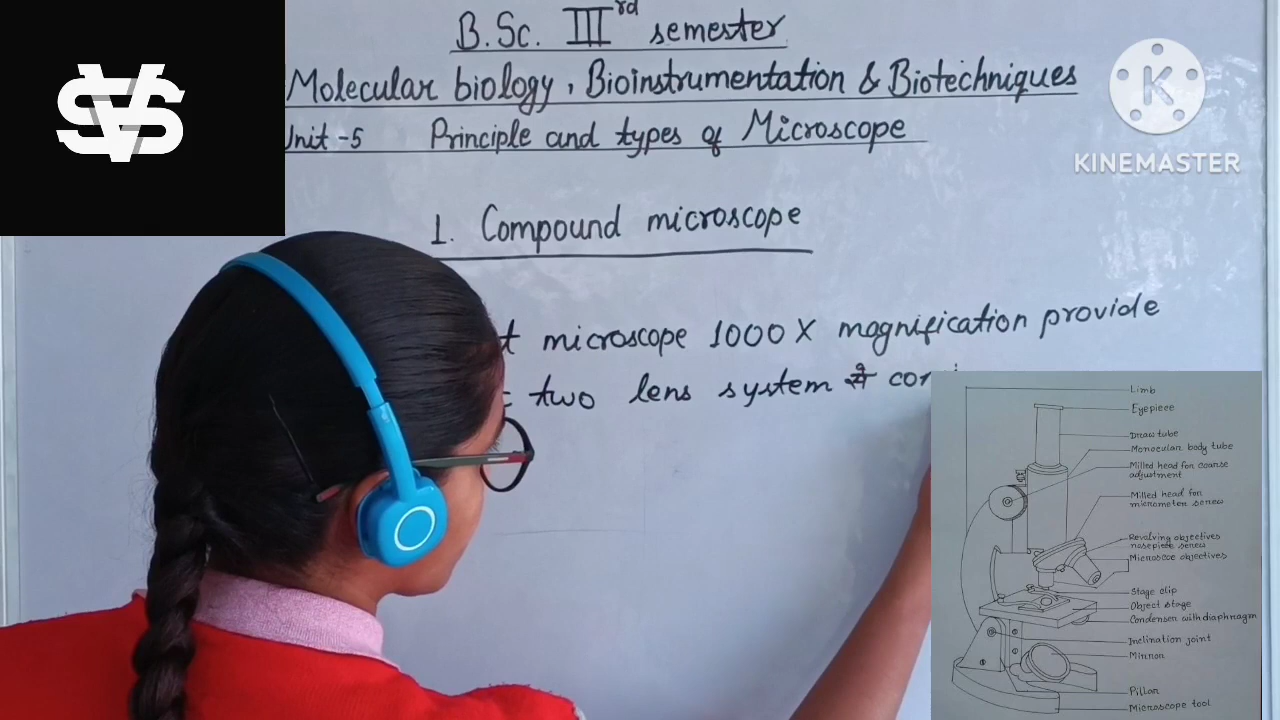 B.Sc. IIIrd semester
Molecular biology, Bioinstrumentation & Biotechniques
Unit-5 Principle and types of Microscope
1. Compound microscope
microscope 1000 X magnification provide
two lens system से
KINEMASTER
Limb
Eyepiece
Draw tube
Monocular body tube
Milled head for coarse
adjustment
Milled head for
micrometer screw
Revolving objectives
nosepiece screw
Microscoe objectives
Stage clip
Object stage
Condenser with diaphragm
Inclination joint
Mirror
Pillar
Microscope tool